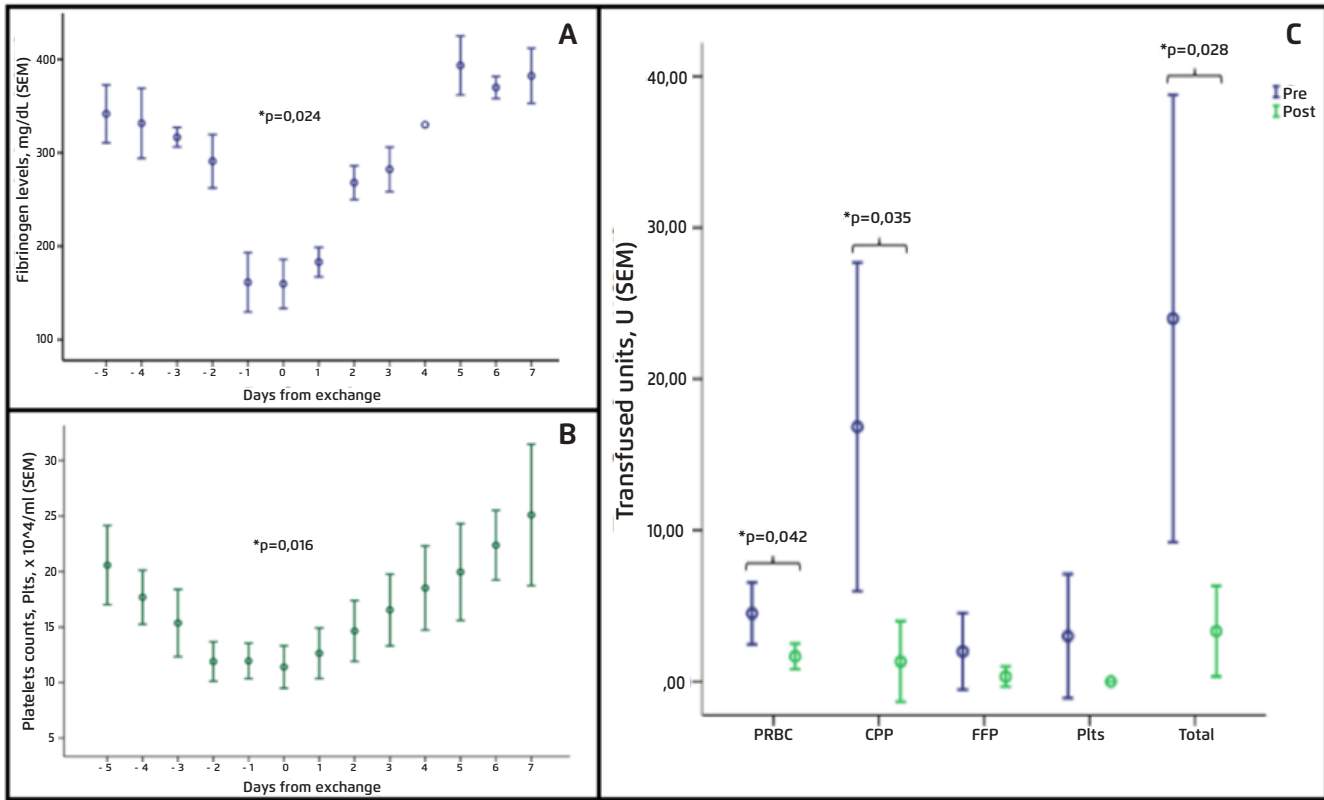 A
Fibrinogen levels, mg/dL (SEM)
400
300
200
100
*p=0,024
- 5 - 4 - 3 - 2 - 1 0 1 2 3 4 5 6 7
Days from exchange
B
Platelets counts, Plts, x 10^4/ml (SEM)
30
25
20
15
10
5
*p=0,016
- 5 - 4 - 3 - 2 - 1 0 1 2 3 4 5 6 7
Days from exchange
C
Transfused units, U (SEM)
40,00
30,00
20,00
10,00
,00
*p=0,042
*p=0,035
*p=0,028
Pre
Post
PRBC CPP FFP Plts Total